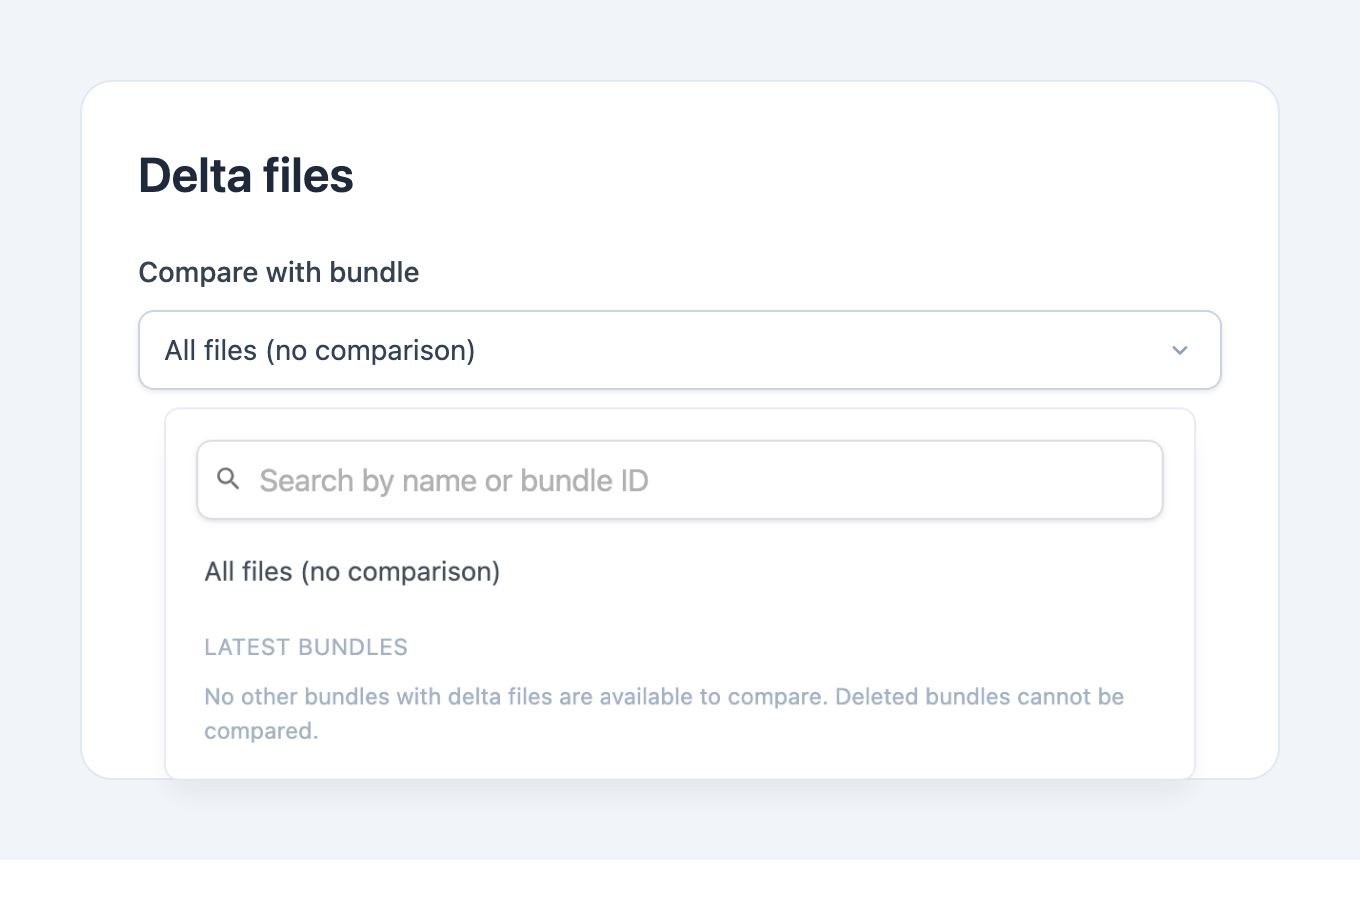 Delta files
Compare with bundle
All files (no comparison)
Search by name or bundle ID
All files (no comparison)
LATEST BUNDLES
No other bundles with delta files are available to compare. Deleted bundles cannot be
compared.